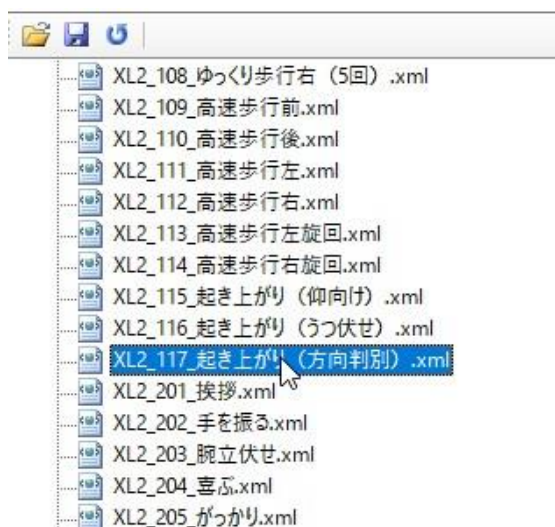 XL2_108_ゆっくり歩行右（5回）.xml
XL2_109_高速歩行前.xml
XL2_110_高速歩行後.xml
XL2_111_高速歩行左.xml
XL2_112_高速歩行右.xml
XL2_113_高速歩行左旋回.xml
XL2_114_高速歩行右旋回.xml
XL2_115_起き上がり（仰向け）.xml
XL2_116_起き上がり（うつ伏せ）.xml
XL2_117_起き上がり（方向判別）.xml
XL2_201_挨拶.xml
XL2_202_手を振る.xml
XL2_203_腕立伏せ.xml
XL2_204_喜ぶ.xml
XL2_205_がっかり.xml